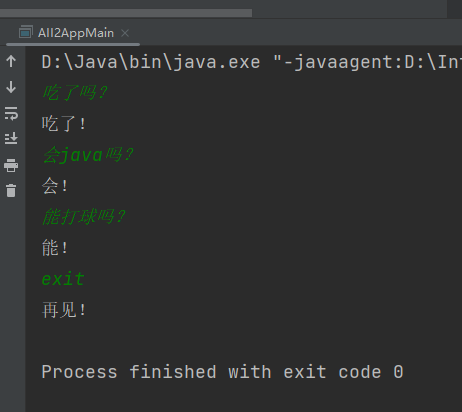 AII2AppMain
D:\Java\bin\java.exe "-javaagent:D:\Int
吃了吗?
吃了!
会java吗?
会!
能打球吗?
能!
exit
再见!
Process finished with exit code 0